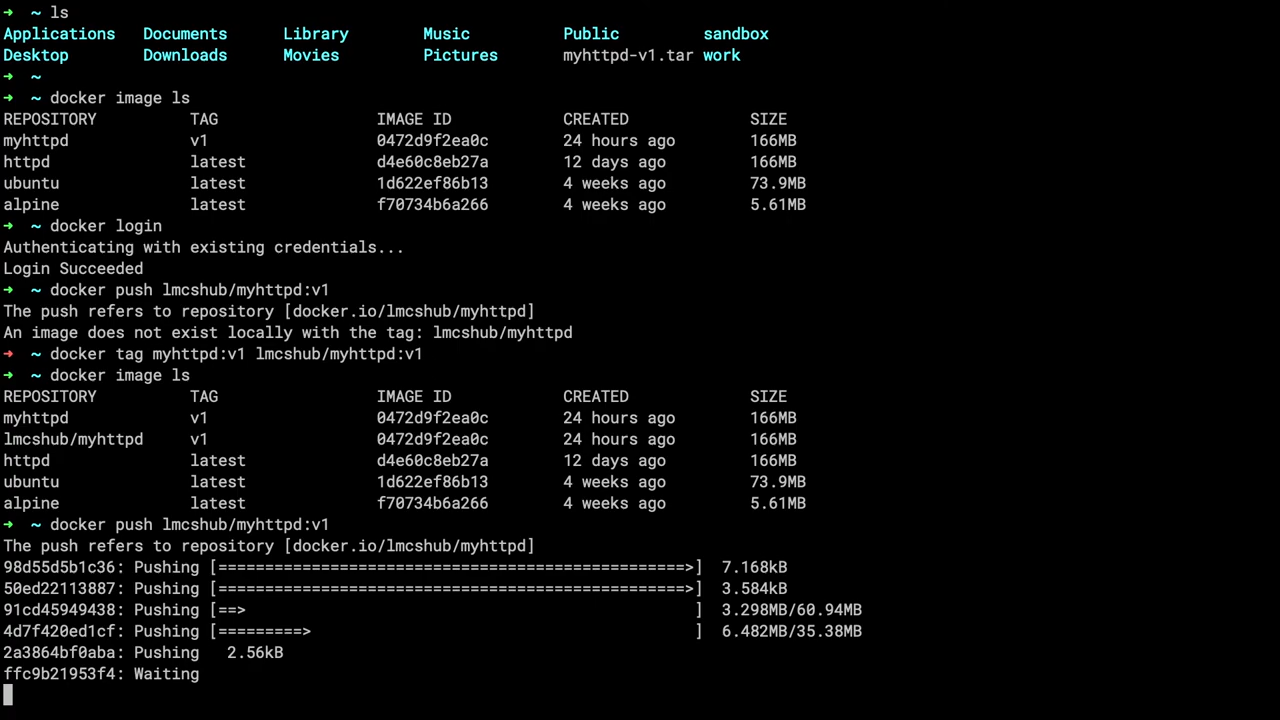 ➜  ~ ls
Applications   Documents      Library        Music          Public         sandbox
Desktop        Downloads      Movies         Pictures       myhttpd-v1.tar work
➜  ~
➜  ~ docker image ls
REPOSITORY          TAG                 IMAGE ID            CREATED             SIZE
myhttpd             v1                  0472d9f2ea0c        24 hours ago        166MB
httpd               latest              d4e60c8eb27a        12 days ago         166MB
ubuntu              latest              1d622ef86b13        4 weeks ago         73.9MB
alpine              latest              f70734b6a266        4 weeks ago         5.61MB
➜  ~ docker login
Authenticating with existing credentials...
Login Succeeded
➜  ~ docker push lmcshub/myhttpd:v1
The push refers to repository [docker.io/lmcshub/myhttpd]
An image does not exist locally with the tag: lmcshub/myhttpd
➜  ~ docker tag myhttpd:v1 lmcshub/myhttpd:v1
➜  ~ docker image ls
REPOSITORY          TAG                 IMAGE ID            CREATED             SIZE
myhttpd             v1                  0472d9f2ea0c        24 hours ago        166MB
lmcshub/myhttpd     v1                  0472d9f2ea0c        24 hours ago        166MB
httpd               latest              d4e60c8eb27a        12 days ago         166MB
ubuntu              latest              1d622ef86b13        4 weeks ago         73.9MB
alpine              latest              f70734b6a266        4 weeks ago         5.61MB
➜  ~ docker push lmcshub/myhttpd:v1
The push refers to repository [docker.io/lmcshub/myhttpd]
98d55d5b1c36: Pushing [==================================================>]  7.168kB
50ed22113887: Pushing [==================================================>]  3.584kB
91cd45949438: Pushing [==>                                                ]  3.298MB/60.94MB
4d7f420ed1cf: Pushing [=========>                                         ]  6.482MB/35.38MB
2a3864bf0aba: Pushing   2.56kB
ffc9b21953f4: Waiting